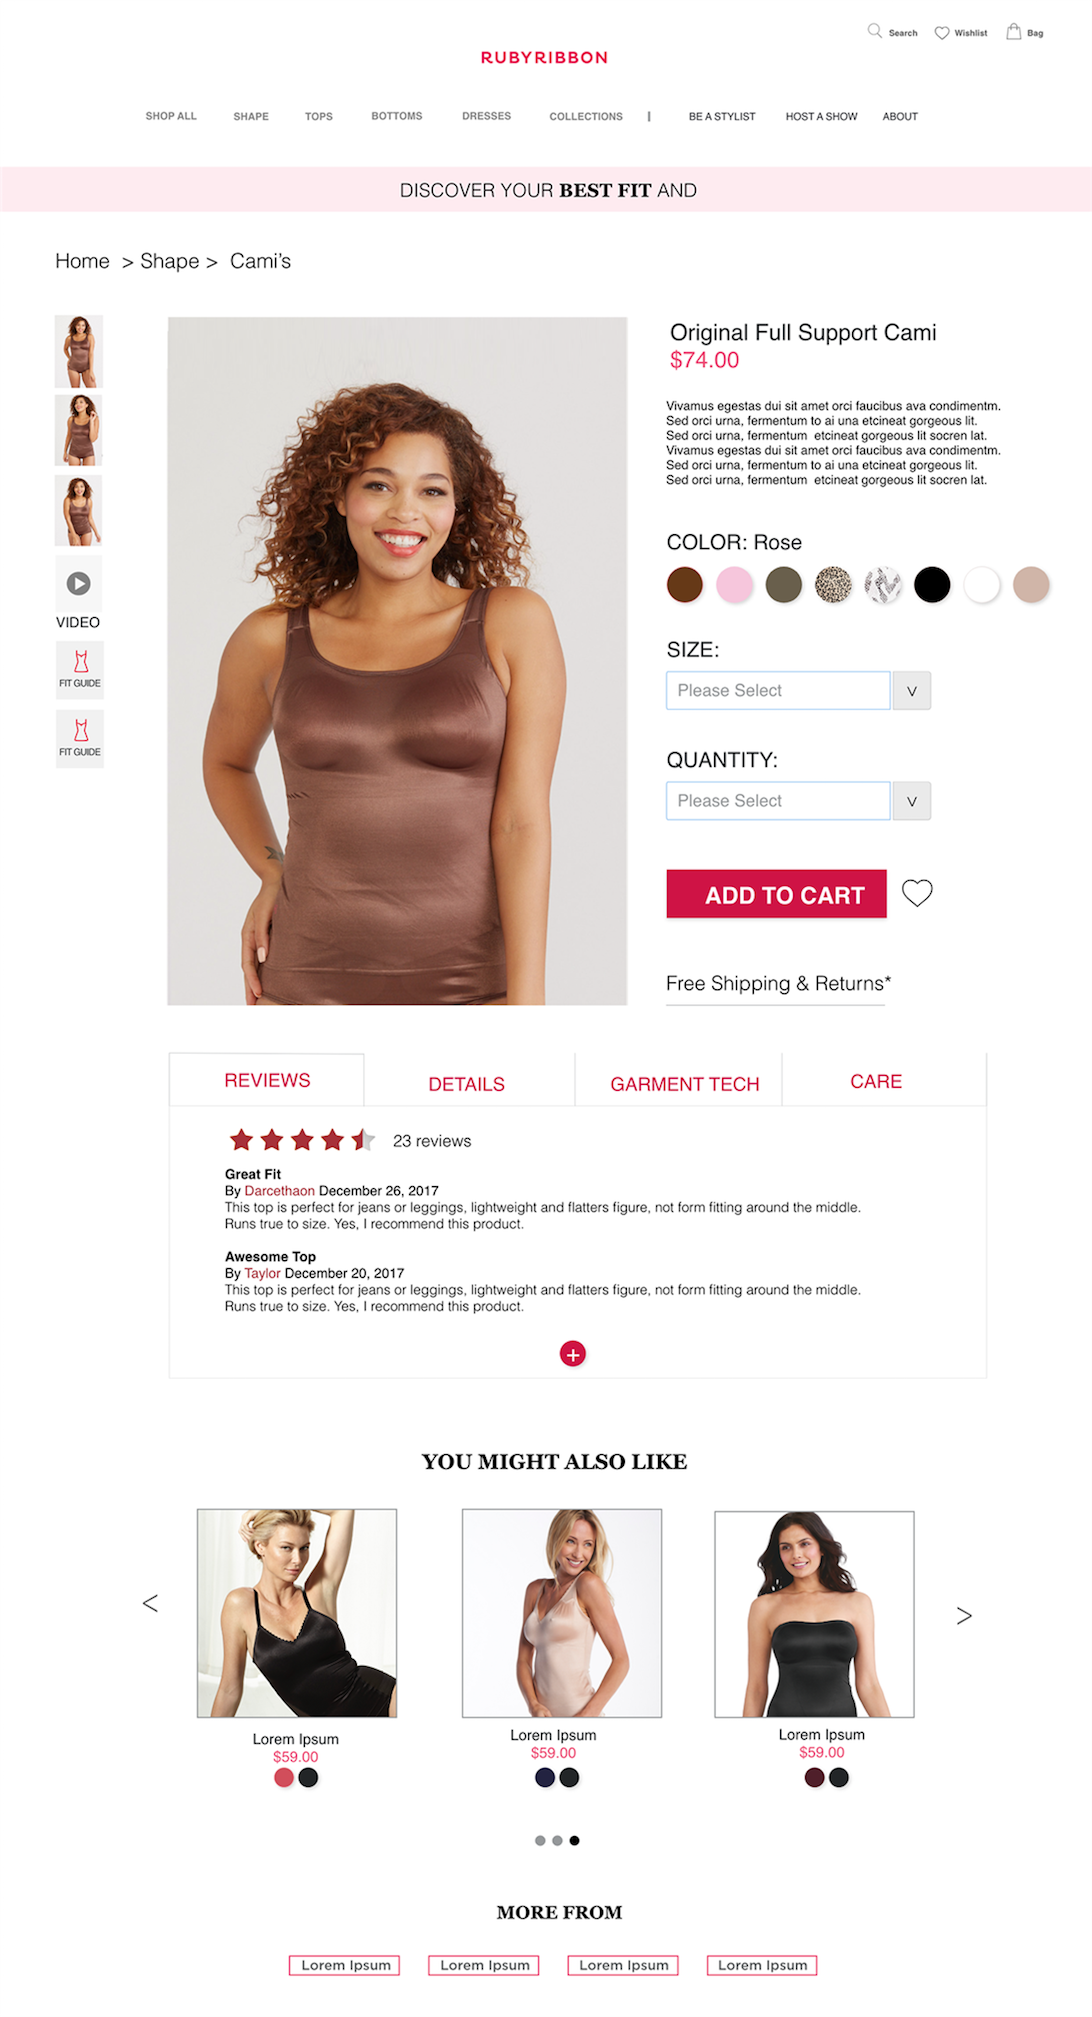 Search
Wishlist
Bag
RUBYRIBBON
SHOP ALL
SHAPE
TOPS
BOTTOMS
DRESSES
COLLECTIONS
|
BE A STYLIST
HOST A SHOW
ABOUT
DISCOVER YOUR BEST FIT AND
Home > Shape > Cami's
Original Full Support Cami
$74.00
Vivamus egestas dui sit amet orci faucibus ava condimentm.
Sed orci urna, fermentum to ai una etcineat gorgeous lit.
Sed orci urna, fermentum etcineat gorgeous lit socren lat.
Vivamus egestas dui sit amet orci faucibus ava condimentm.
Sed orci urna, fermentum to ai una etcineat gorgeous lit.
Sed orci urna, fermentum etcineat gorgeous lit socren lat.
COLOR: Rose
VIDEO
FIT GUIDE
FIT GUIDE
SIZE:
Please Select
V
QUANTITY:
Please Select
V
ADD TO CART
Free Shipping & Returns*
REVIEWS
DETAILS
GARMENT TECH
CARE
23 reviews
Great Fit
By Darcethaon December 26, 2017
This top is perfect for jeans or leggings, lightweight and flatters figure, not form fitting around the middle.
Runs true to size. Yes, I recommend this product.
Awesome Top
By Taylor December 20, 2017
This top is perfect for jeans or leggings, lightweight and flatters figure, not form fitting around the middle.
Runs true to size. Yes, I recommend this product.
+
YOU MIGHT ALSO LIKE
<
>
Lorem Ipsum
$59.00
Lorem Ipsum
$59.00
Lorem Ipsum
$59.00
MORE FROM
Lorem Ipsum
Lorem Ipsum
Lorem Ipsum
Lorem Ipsum